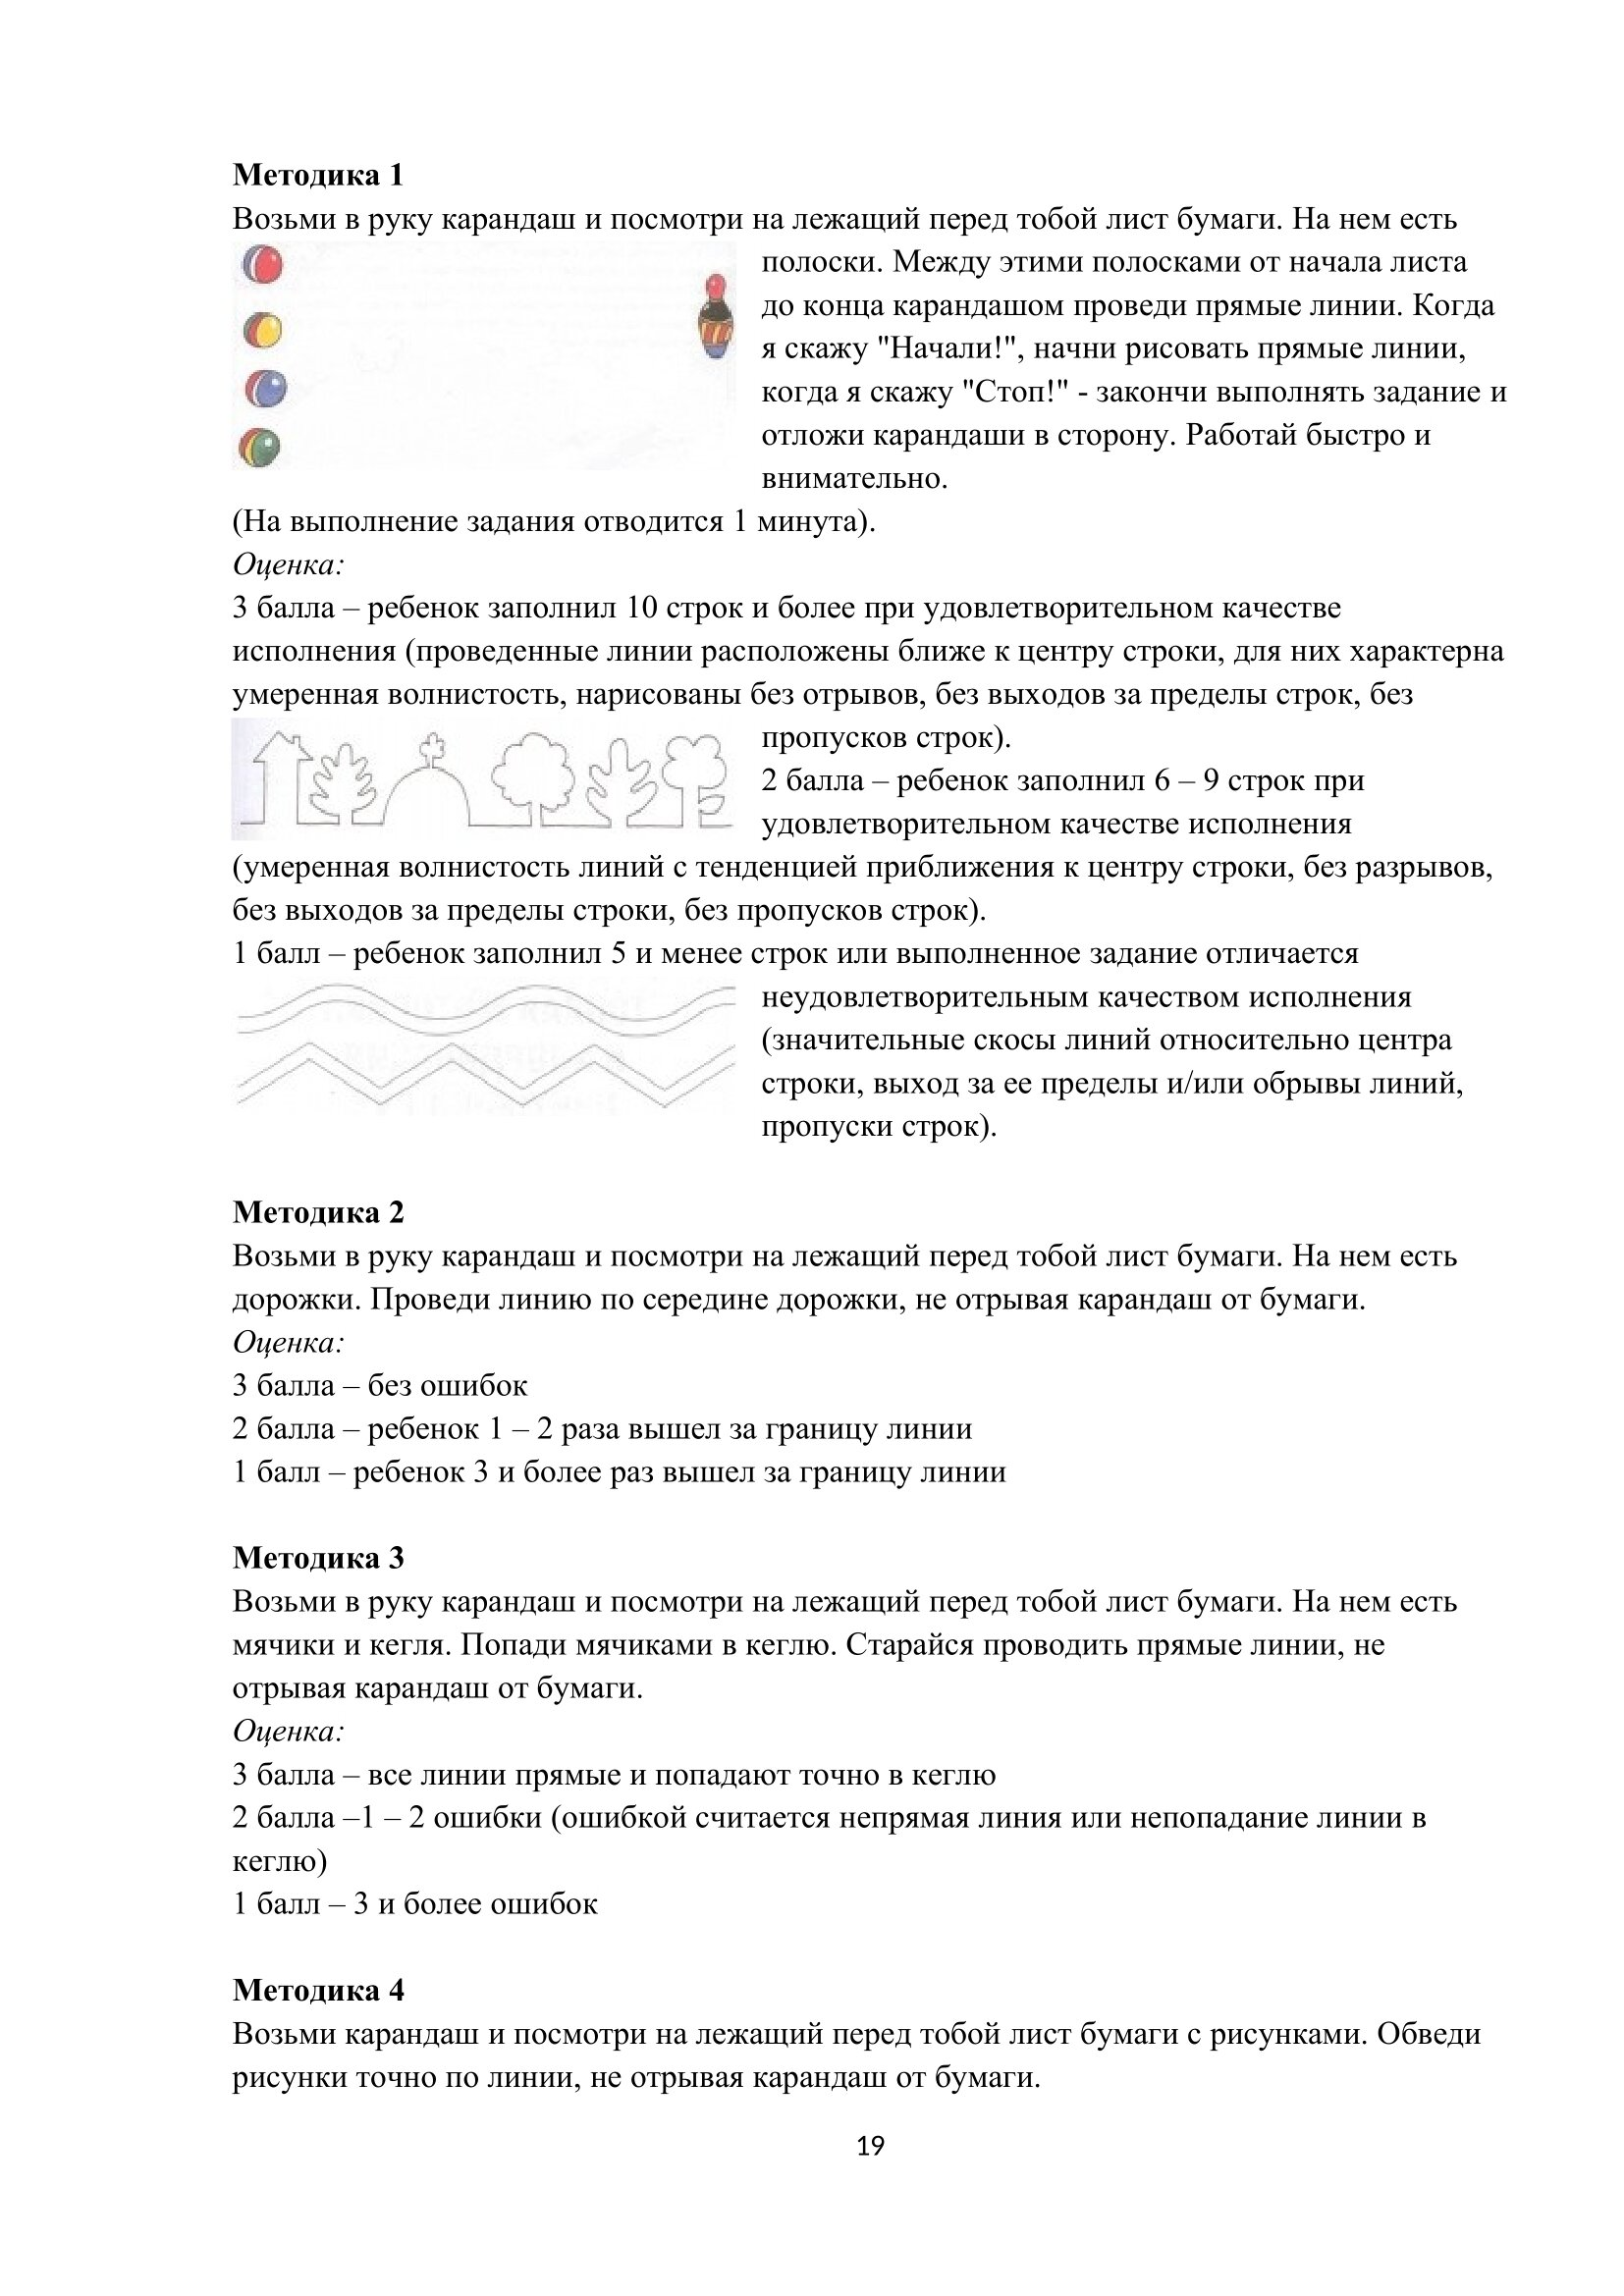 Методика 1
Возьми в руку карандаш и посмотри на лежащий перед тобой лист бумаги. На нем есть
полоски. Между этими полосками от начала листа
до конца карандашом проведи прямые линии. Когда
я скажу "Начали!", начни рисовать прямые линии,
когда я скажу "Стоп!" - закончи выполнять задание и
отложи карандаши в сторону. Работай быстро и
внимательно.
(На выполнение задания отводится 1 минута).
Оценка:
3 балла – ребенок заполнил 10 строк и более при удовлетворительном качестве
исполнения (проведенные линии расположены ближе к центру строки, для них характерна
умеренная волнистость, нарисованы без отрывов, без выходов за пределы строк, без
пропусков строк).
2 балла – ребенок заполнил 6 – 9 строк при
удовлетворительном качестве исполнения
(умеренная волнистость линий с тенденцией приближения к центру строки, без разрывов,
без выходов за пределы строки, без пропусков строк).
1 балл – ребенок заполнил 5 и менее строк или выполненное задание отличается
неудовлетворительным качеством исполнения
(значительные скосы линий относительно центра
строки, выход за ее пределы и/или обрывы линий,
пропуски строк).
Методика 2
Возьми в руку карандаш и посмотри на лежащий перед тобой лист бумаги. На нем есть
дорожки. Проведи линию по середине дорожки, не отрывая карандаш от бумаги.
Оценка:
3 балла – без ошибок
2 балла – ребенок 1 – 2 раза вышел за границу линии
1 балл – ребенок 3 и более раз вышел за границу линии
Методика 3
Возьми в руку карандаш и посмотри на лежащий перед тобой лист бумаги. На нем есть
мячики и кегля. Попади мячиками в кеглю. Старайся проводить прямые линии, не
отрывая карандаш от бумаги.
Оценка:
3 балла – все линии прямые и попадают точно в кеглю
2 балла –1 – 2 ошибки (ошибкой считается непрямая линия или непопадание линии в
кеглю)
1 балл – 3 и более ошибок
Методика 4
Возьми карандаш и посмотри на лежащий перед тобой лист бумаги с рисунками. Обведи
рисунки точно по линии, не отрывая карандаш от бумаги.
19